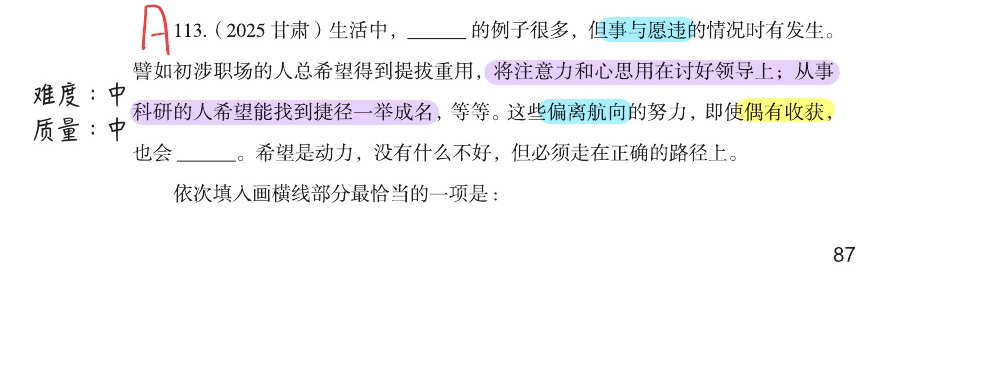 A
113.（2025 甘肃）生活中，______ 的例子很多，但事与愿违的情况时有发生。
譬如初涉职场的人总希望得到提拔重用，将注意力和心思用在讨好领导上；从事
难度：中
科研的人希望能找到捷径一举成名，等等。这些偏离航向的努力，即使偶有收获，
质量：中
也会 ______。希望是动力，没有什么不好，但必须走在正确的路径上。
依次填入画横线部分最恰当的一项是：
87